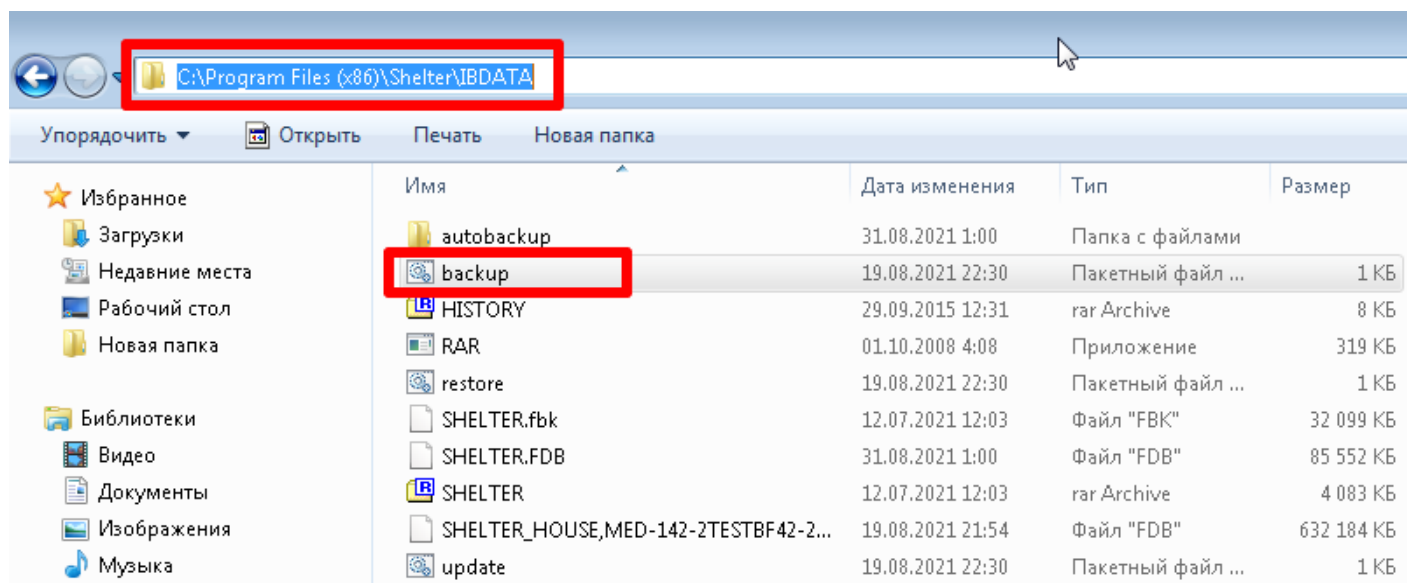 C:\Program Files (x86)\Shelter\IBDATA
Упорядочить Открыть Печать Новая папка
Избранное
Загрузки
Недавние места
Рабочий стол
Новая папка
Библиотеки
Видео
Документы
Изображения
Музыка
Имя Дата изменения Тип Размер
autobackup 31.08.2021 1:00 Папка с файлами
backup 19.08.2021 22:30 Пакетный файл ... 1 КБ
HISTORY 29.09.2015 12:31 rar Archive 8 КБ
RAR 01.10.2008 4:08 Приложение 319 КБ
restore 19.08.2021 22:30 Пакетный файл ... 1 КБ
SHELTER.fbk 12.07.2021 12:03 Файл "FBK" 32 099 КБ
SHELTER.FDB 31.08.2021 1:00 Файл "FDB" 85 552 КБ
SHELTER 12.07.2021 12:03 rar Archive 4 083 КБ
SHELTER_HOUSE,MED-142-2TESTBF42-2... 19.08.2021 21:54 Файл "FDB" 632 184 КБ
update 19.08.2021 22:30 Пакетный файл ... 1 КБ